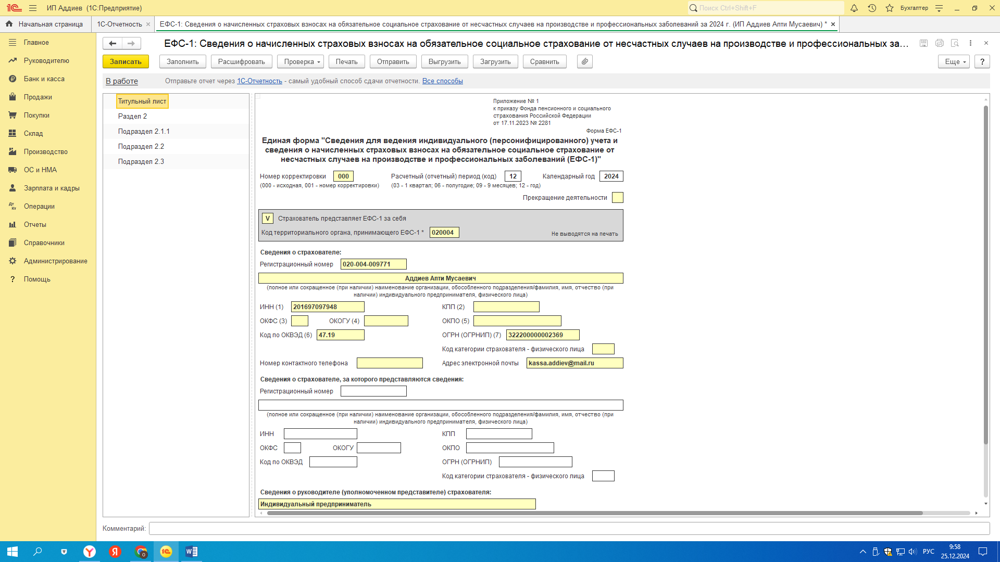 ИП Аддиев (1С:Предприятие)
Поиск Ctrl+Shift+F
Бухгалтер
Начальная страница
1С-Отчетность
ЕФС-1: Сведения о начисленных страховых взносах на обязательное социальное страхование от несчастных случаев на производстве и профессиональных заболеваний за 2024 г. (ИП Аддиев Апти Мусаевич) *
Главное
Руководителю
Банк и касса
Продажи
Покупки
Склад
Производство
ОС и НМА
Зарплата и кадры
Операции
Отчеты
Справочники
Администрирование
Помощь
ЕФС-1: Сведения о начисленных страховых взносах на обязательное социальное страхование от несчастных случаев на производстве и профессиональных за...
Записать
Заполнить
Расшифровать
Проверка
Печать
Отправить
Выгрузить
Загрузить
Сравнить
Еще
?
В работе
Отправьте отчет через 1С-Отчетность - самый удобный способ сдачи отчетности. Все способы
Титульный лист
Раздел 2
Подраздел 2.1.1
Подраздел 2.2
Подраздел 2.3
Приложение № 1
к приказу Фонда пенсионного и социального
страхования Российской Федерации
от 17.11.2023 № 2281
Форма ЕФС-1
Единая форма "Сведения для ведения индивидуального (персонифицированного) учета и
сведения о начисленных страховых взносах на обязательное социальное страхование от
несчастных случаев на производстве и профессиональных заболеваний (ЕФС-1)"
Номер корректировки 000 Расчетный (отчетный) период (код) 12 Календарный год 2024
(000 - исходная, 001 - номер корректировки) (03 - 1 квартал; 06 - полугодие; 09 - 9 месяцев; 12 - год)
Прекращение деятельности
V Страхователь представляет ЕФС-1 за себя
Код территориального органа, принимающего ЕФС-1 * 020004 Не выводятся на печать
Сведения о страхователе:
Регистрационный номер 020-004-009771
Аддиев Апти Мусаевич
(полное или сокращенное (при наличии) наименование организации, обособленного подразделения/фамилия, имя, отчество (при
наличии) индивидуального предпринимателя, физического лица)
ИНН (1) 201697097948 КПП (2)
ОКФС (3) ОКОГУ (4) ОКПО (5)
Код по ОКВЭД (6) 47.19 ОГРН (ОГРНИП) (7) 322200000002369
Код категории страхователя - физического лица
Номер контактного телефона Адрес электронной почты kassa.addiev@mail.ru
Сведения о страхователе, за которого представляются сведения:
Регистрационный номер
(полное или сокращенное (при наличии) наименование организации, обособленного подразделения/фамилия, имя, отчество (при
наличии) индивидуального предпринимателя, физического лица)
ИНН КПП
ОКФС ОКОГУ ОКПО
Код по ОКВЭД ОГРН (ОГРНИП)
Код категории страхователя - физического лица
Сведения о руководителе (уполномоченном представителе) страхователя:
Индивидуальный предприниматель
Комментарий:
РУС
9:58
25.12.2024